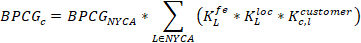 BPCG_c = BPCG_NYCA * ∑_{L∈NYCA} (K_L^{fe} * K_L^{loc} * K_{c,l}^{customer})